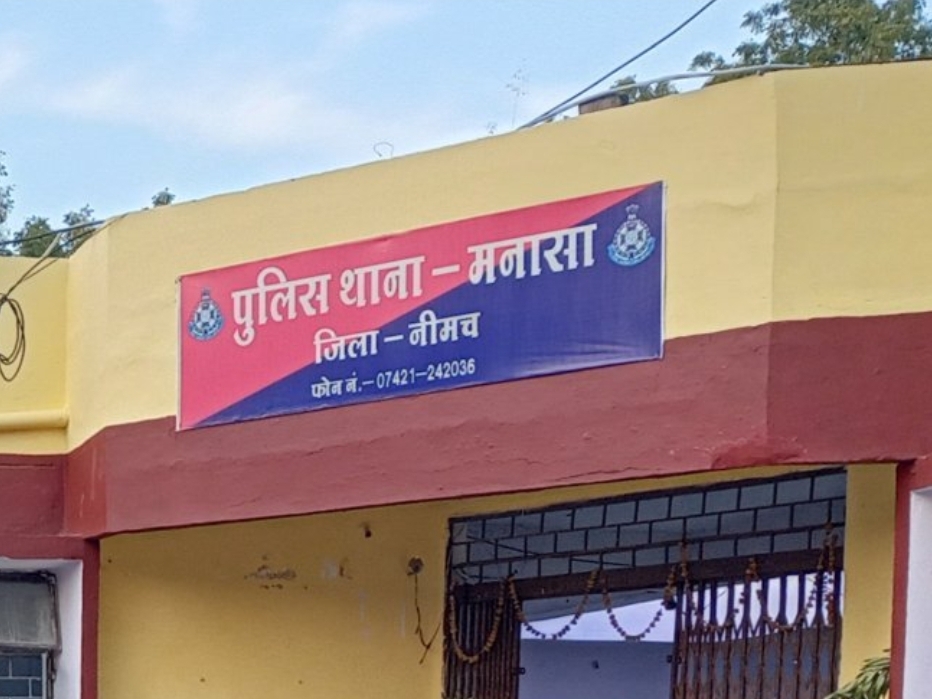 पुलिस थाना – मनासा
जिला – नीमच
फोन नं.– 07421–242036